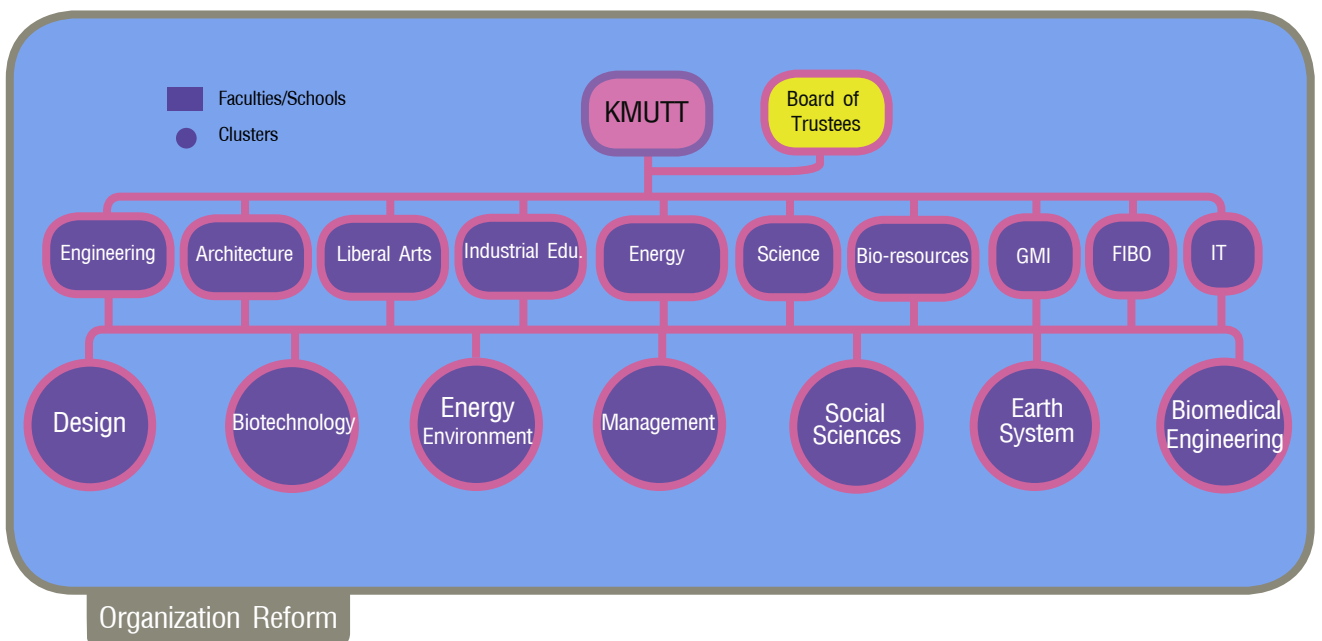 Faculties/Schools
Clusters
KMUTT
Board of
Trustees
Engineering
Architecture
Liberal Arts
Industrial Edu.
Energy
Science
Bio-resources
GMI
FIBO
IT
Design
Biotechnology
Energy
Environment
Management
Social
Sciences
Earth
System
Biomedical
Engineering
Organization Reform